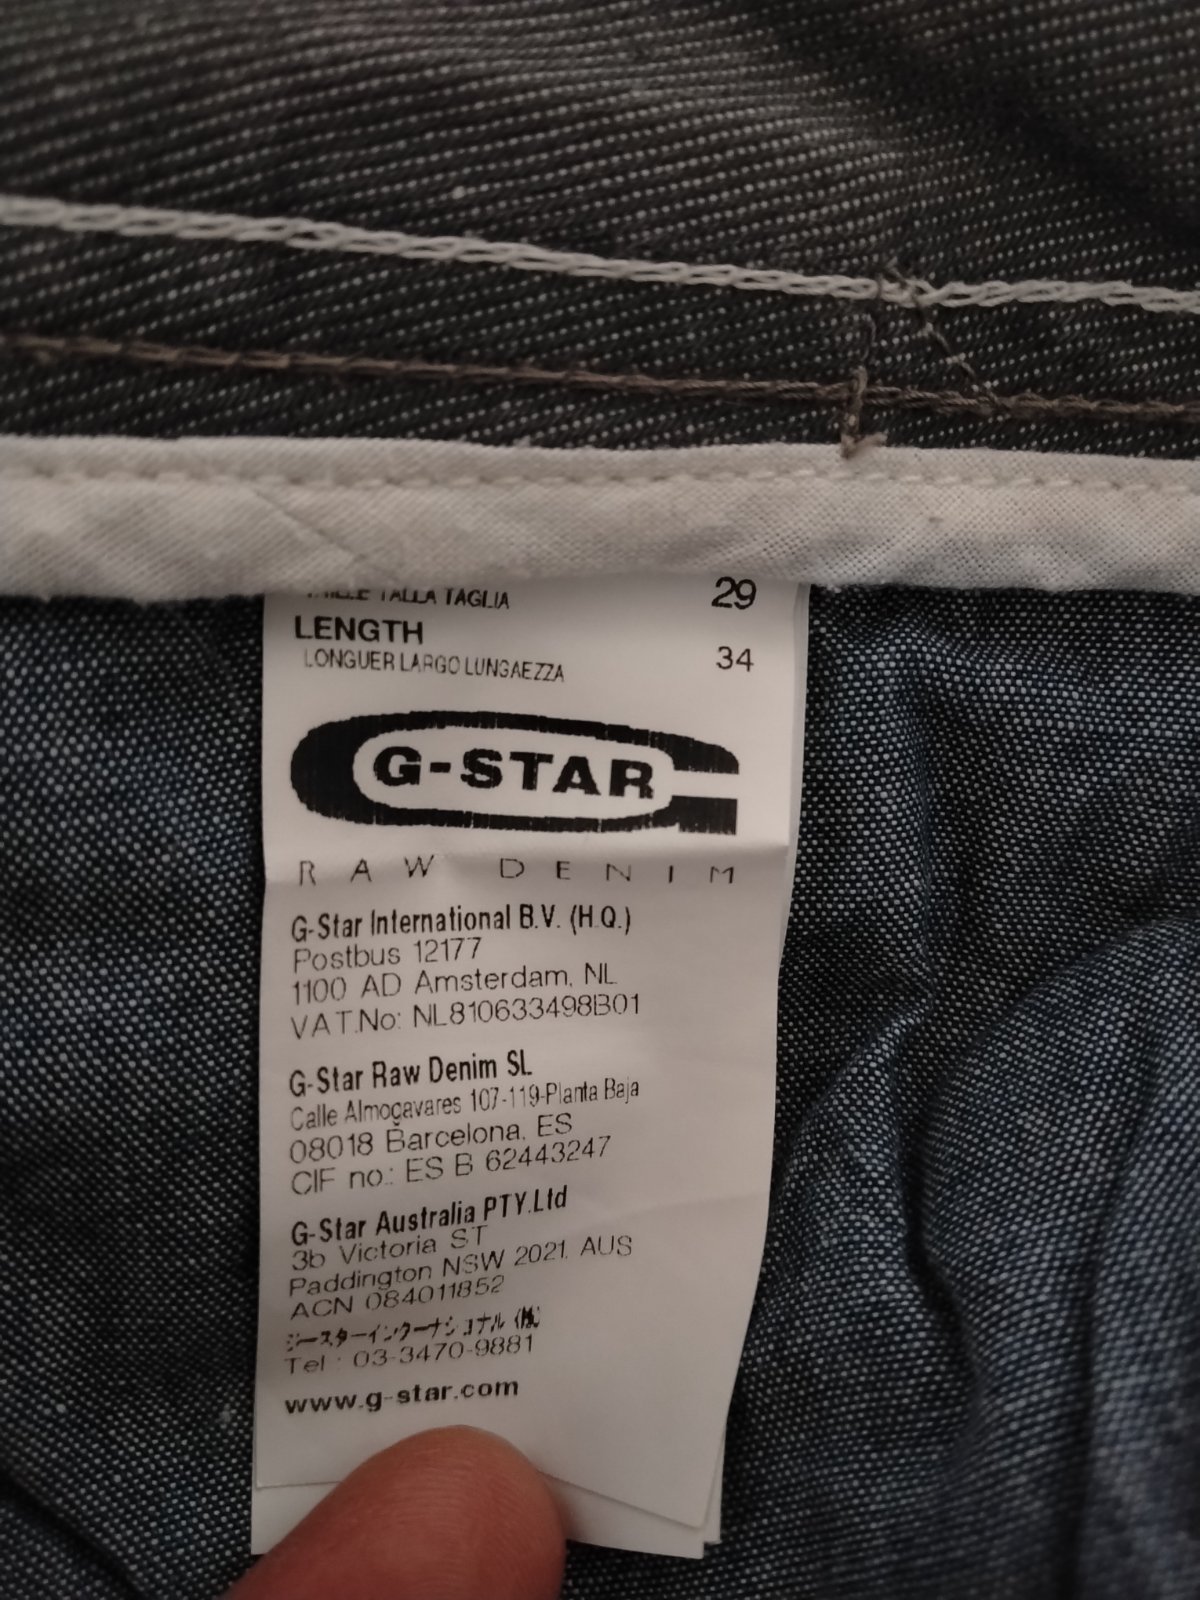 TAILLE TALLA TAGLIA 29
LENGTH
LONGUER LARGO LUNGAEZZA 34
G-STAR
RAW DENIM
G-Star International B.V. (H.Q.)
Postbus 12177
1100 AD Amsterdam, NL
VAT.No: NL810633498B01
G-Star Raw Denim SL
Calle Almoçavares 107-119-Planta Baja
08018 Barcelona, ES
CIF no.: ES B 62443247
G-Star Australia PTY.Ltd
3b Victoria ST
Paddington NSW 2021, AUS
ACN 084011852
ジースターインターナショナル (株)
Tel : 03-3470-9881
www.g-star.com